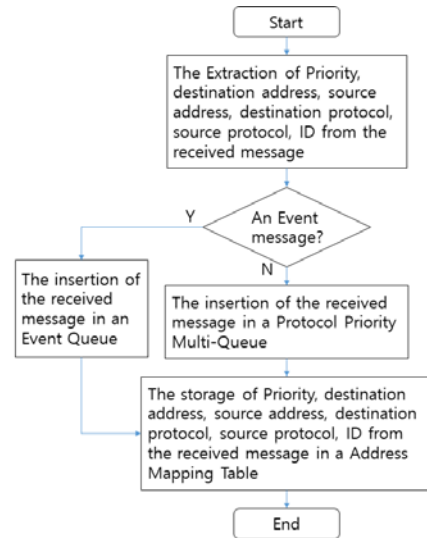 Start
The Extraction of Priority,
destination address, source
address, destination protocol,
source protocol, ID from the
received message
An Event
message?
Y
N
The insertion of
the received
message in an
Event Queue
The insertion of the received
message in a Protocol Priority
Multi-Queue
The storage of Priority, destination
address, source address, destination
protocol, source protocol, ID from
the received message in a Address
Mapping Table
End